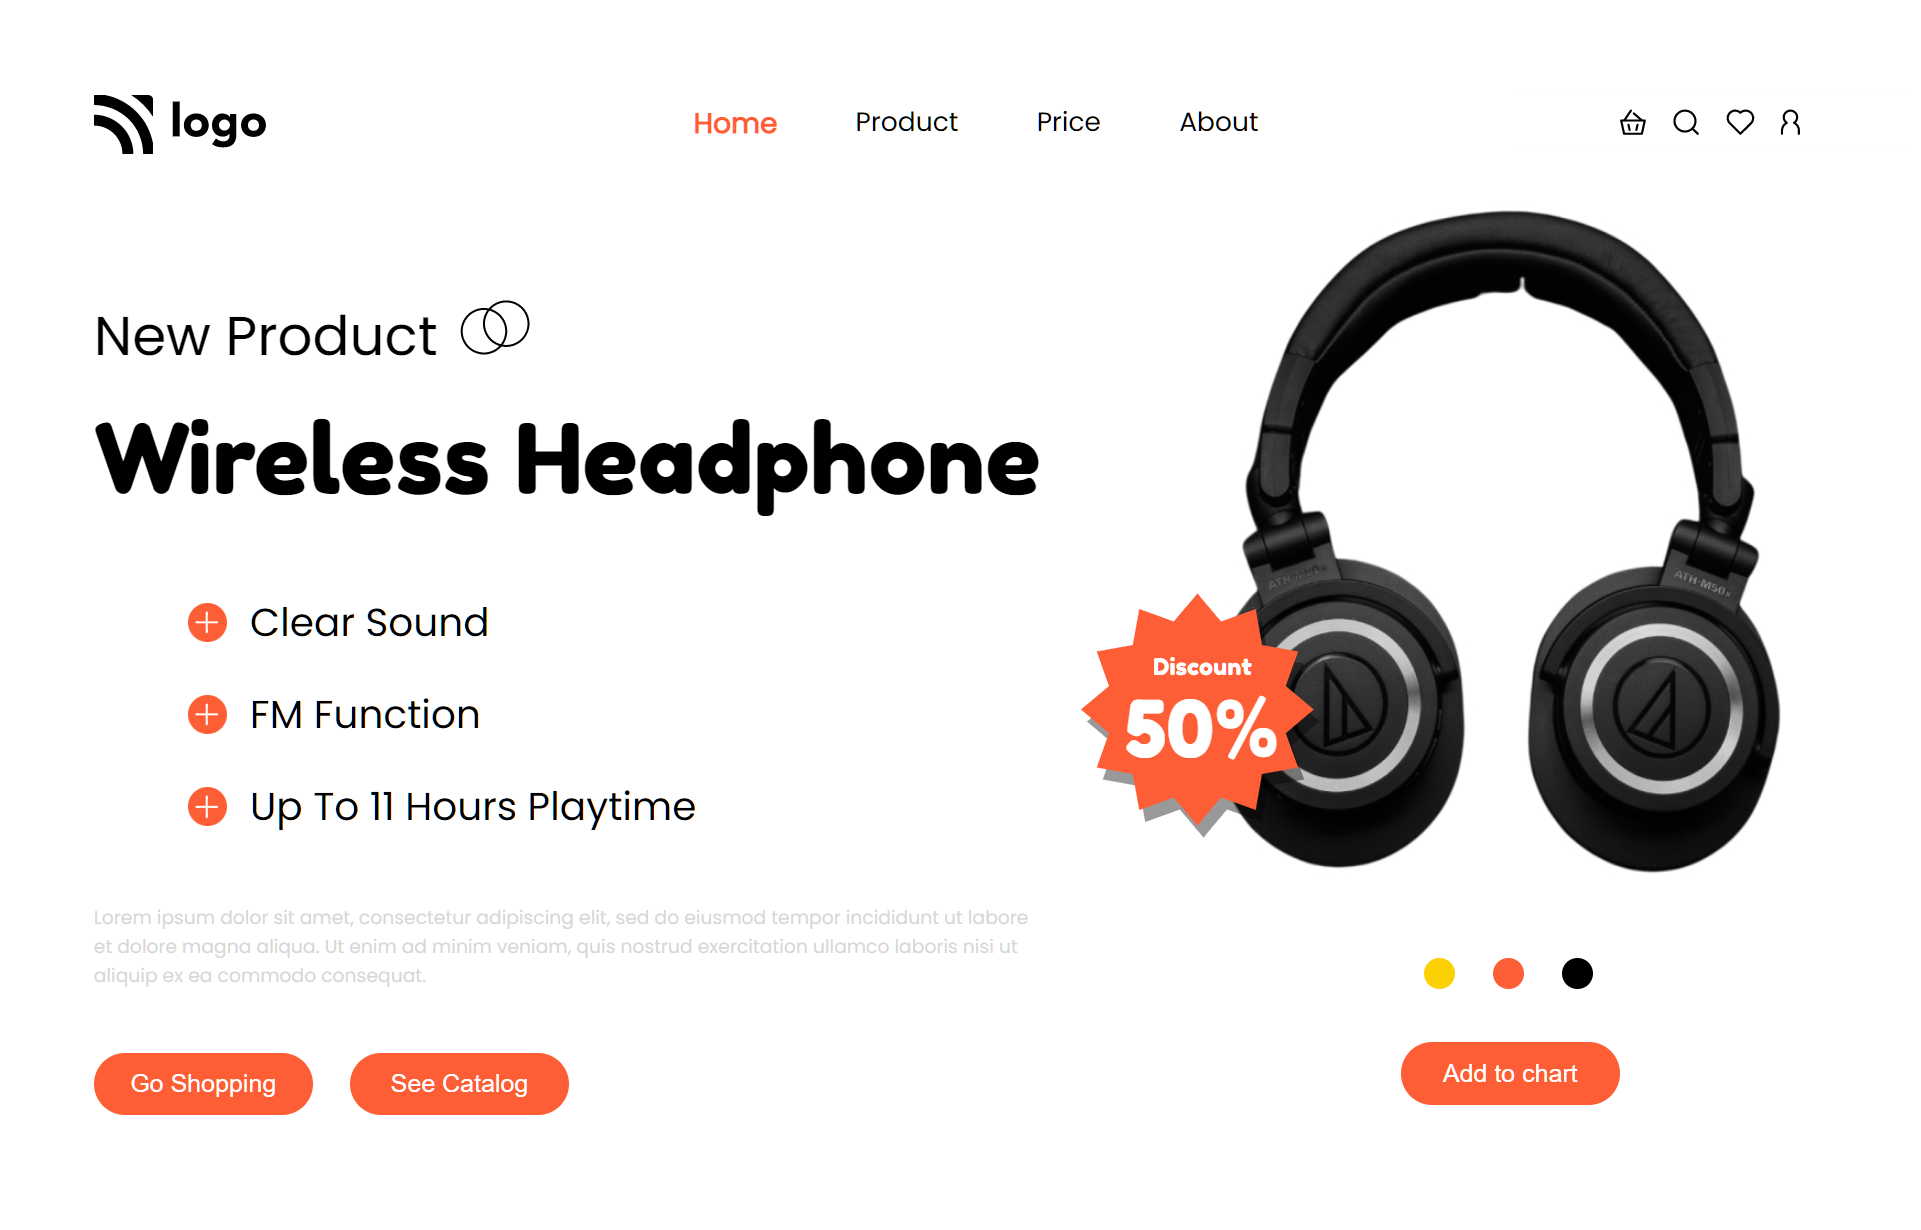 logo
Home
Product
Price
About
New Product
Wireless Headphone
Clear Sound
FM Function
Up To 11 Hours Playtime
Lorem ipsum dolor sit amet, consectetur adipiscing elit, sed do eiusmod tempor incididunt ut labore
et dolore magna aliqua. Ut enim ad minim veniam, quis nostrud exercitation ullamco laboris nisi ut
aliquip ex ea commodo consequat.
Go Shopping
See Catalog
ATH-M50x
ATH-M50x
Discount
50%
Add to chart